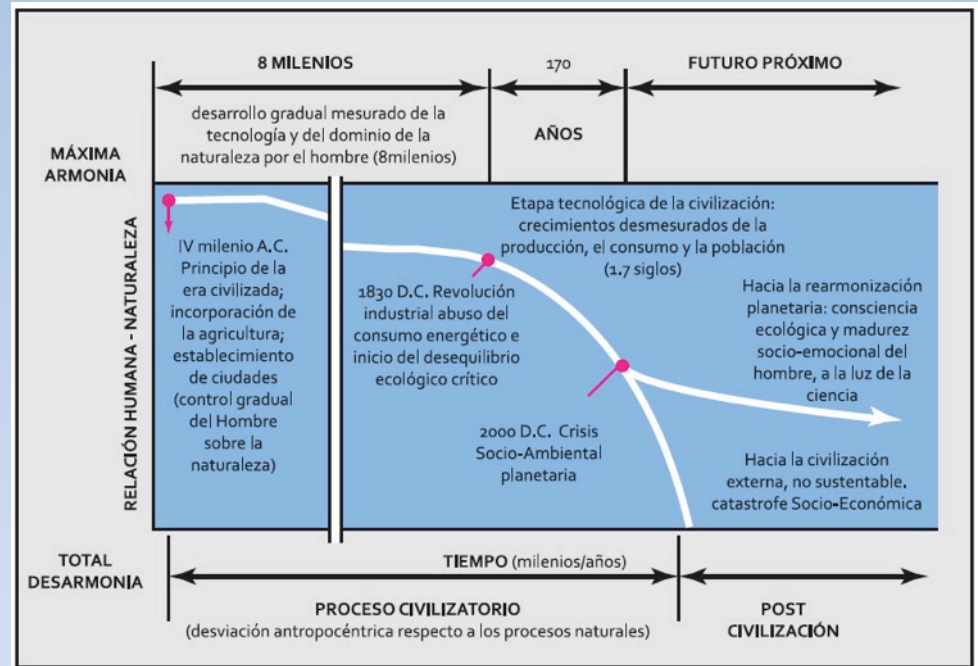 8 MILENIOS
170
FUTURO PRÓXIMO
desarrollo gradual mesurado de la
tecnología y del dominio de la
naturaleza por el hombre (8milenios)
AÑOS
MÁXIMA
ARMONIA
RELACIÓN HUMANA - NATURALEZA
IV milenio A.C.
Principio de la
era civilizada;
incorporación de
la agricultura;
establecimiento
de ciudades
(control gradual
del Hombre
sobre la
naturaleza)
1830 D.C. Revolución
industrial abuso del
consumo energético e
inicio del desequilibrio
ecológico crítico
Etapa tecnológica de la civilización:
crecimientos desmesurados de la
producción, el consumo y la población
(1.7 siglos)
2000 D.C. Crisis
Socio-Ambiental
planetaria
Hacia la rearmonización
planetaria: consciencia
ecológica y madurez
socio-emocional del
hombre, a la luz de la
ciencia
Hacia la civilización
externa, no sustentable.
catastrofe Socio-Económica
TOTAL
DESARMONIA
TIEMPO (milenios/años)
PROCESO CIVILIZATORIO
(desviación antropocéntrica respecto a los procesos naturales)
POST
CIVILIZACIÓN